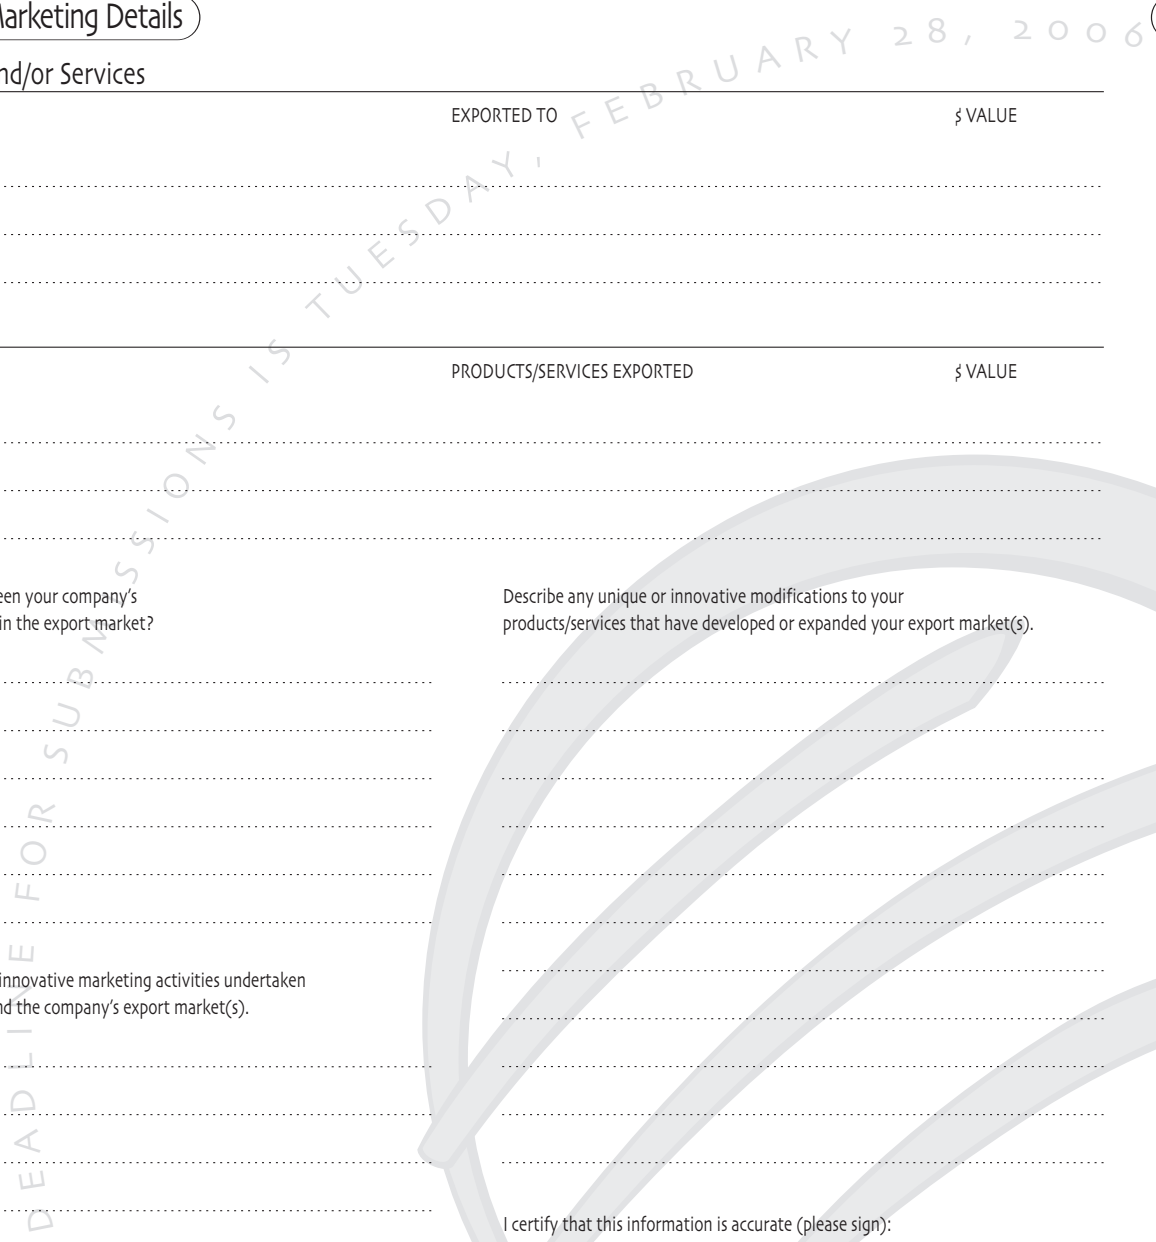 Marketing Details
nd/or Services
EXPORTED TO $ VALUE
PRODUCTS/SERVICES EXPORTED $ VALUE
een your company's
in the export market?
Describe any unique or innovative modifications to your
products/services that have developed or expanded your export market(s).
innovative marketing activities undertaken
nd the company's export market(s).
I certify that this information is accurate (please sign):
DEADLINE FOR SUBMISSIONS IS TUESDAY, FEBRUARY 28, 2006